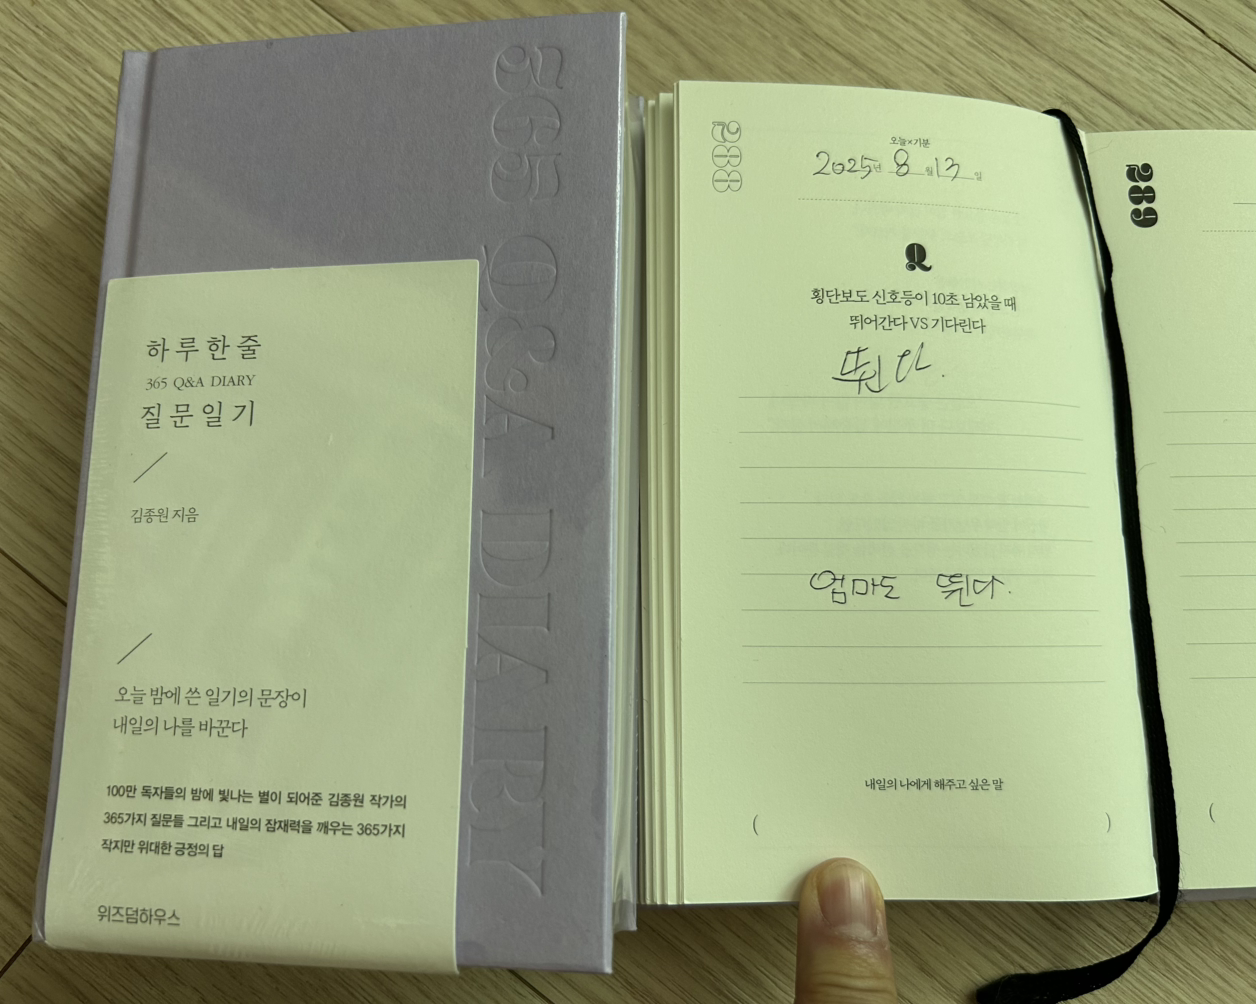 365 Q&A DIARY
하루한줄
365 Q&A DIARY
질문일기
김종원 지음
오늘 밤에 쓴 일기의 문장이
내일의 나를 바꾼다
100만 독자들의 밤에 빛나는 별이 되어준 김종원 작가의
365가지 질문들 그리고 내일의 잠재력을 깨우는 365가지
작지만 위대한 긍정의 답
위즈덤하우스
288
오늘×기분
2025년 8월 13일
Q
횡단보도 신호등이 10초 남았을 때
뛰어간다 VS 기다린다
뛴다.
엄마도 뛴다.
내일의 나에게 해주고 싶은 말
( )
289
(